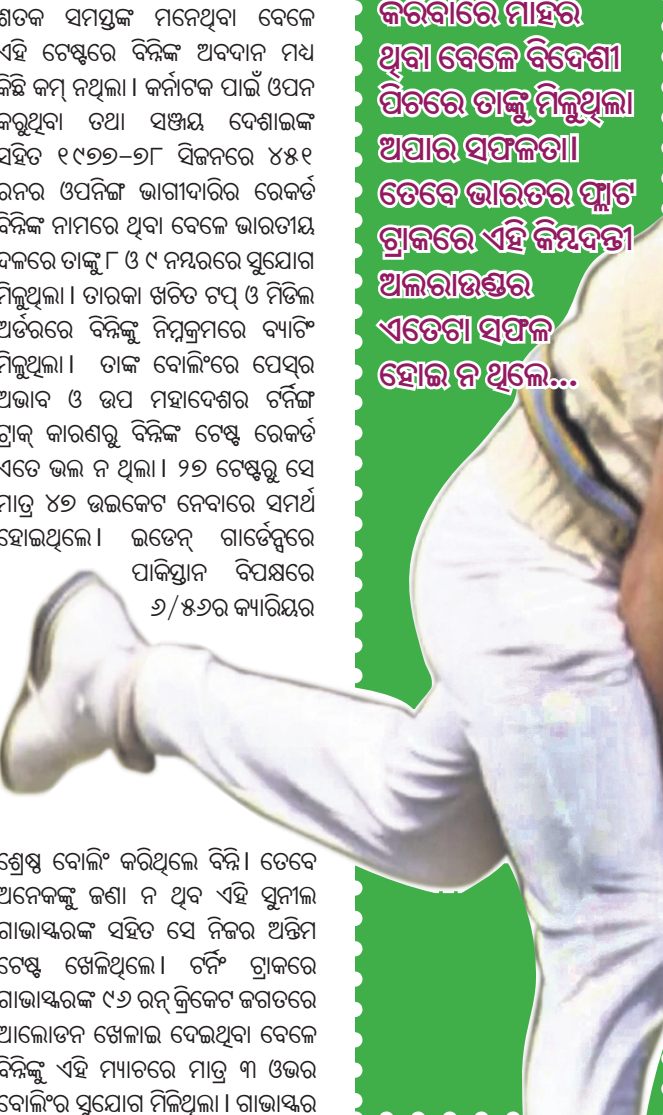 ଶତକ ସମସ୍ତଙ୍କ ମନେଥିବା ବେଳେ
ଏହି ଟେଷ୍ଟରେ ବିନ୍ନିଙ୍କ ଅବଦାନ ମଧ୍ୟ
କିଛି କମ୍ ନଥିଲା । କର୍ନାଟକ ପାଇଁ ଓପନ
କରୁଥିବା ତଥା ସଞ୍ଜୟ ଦେଶାଇଙ୍କ
ସହିତ ୧୯୭୭-୭୮ ସିଜନରେ ୪୫୧
ରନର ଓପନିଙ୍ଗ ଭାଗୀଦାରିର ରେକର୍ଡ
ବିନ୍ନିଙ୍କ ନାମରେ ଥିବା ବେଳେ ଭାରତୀୟ
ଦଳରେ ତାଙ୍କୁ ୮ ଓ ୯ ନମ୍ବରରେ ସୁଯୋଗ
ମିଳୁଥିଲା । ତାରକା ଖଚିତ ଟପ୍ ଓ ମିଡିଲ
ଅର୍ଡରରେ ବିନ୍ନିଙ୍କୁ ନିମ୍ନକ୍ରମରେ ବ୍ୟାଟିଂ
ମିଳୁଥିଲା । ତାଙ୍କ ବୋଲିଂରେ ପେସ୍‌ର
ଅଭାବ ଓ ଉପ ମହାଦେଶର ଟର୍ନିଙ୍ଗ
ଟ୍ରାକ୍ କାରଣରୁ ବିନ୍ନିଙ୍କ ଟେଷ୍ଟ ରେକର୍ଡ
ଏତେ ଭଲ ନ ଥିଲା । ୨୭ ଟେଷ୍ଟରୁ ସେ
ମାତ୍ର ୪୭ ଉଇକେଟ ନେବାରେ ସମର୍ଥ
ହୋଇଥିଲେ । ଇଡେନ୍ ଗାର୍ଡେନ୍ସରେ
ପାକିସ୍ତାନ ବିପକ୍ଷରେ
୬/୫୬ର କ୍ୟାରିୟର
ଶ୍ରେଷ୍ଠ ବୋଲିଂ କରିଥିଲେ ବିନ୍ନି । ତେବେ
ଅନେକଙ୍କୁ ଜଣା ନ ଥିବ ଏହି ସୁନୀଲ
ଗାଭାସ୍କରଙ୍କ ସହିତ ସେ ନିଜର ଅନ୍ତିମ
ଟେଷ୍ଟ ଖେଳିଥିଲେ । ଟର୍ନିଂ ଟ୍ରାକରେ
ଗାଭାସ୍କରଙ୍କ ୯୬ ରନ୍ କ୍ରିକେଟ ଜଗତରେ
ଆଲୋଡନ ଖେଳାଇ ଦେଇଥିବା ବେଳେ
ବିନ୍ନିଙ୍କୁ ଏହି ମ୍ୟାଚରେ ମାତ୍ର ୩ ଓଭର
ବୋଲିଂର ସୁଯୋଗ ମିଳିଥିଲା । ଗାଭାସ୍କର
କରିବାରେ ମାହିର
ଥିବା ବେଳେ ବିଦେଶୀ
ପିଚରେ ତାଙ୍କୁ ମିଳୁଥିଲା
ଅପାର ସଫଳତା।
ତେବେ ଭାରତର ଫ୍ଲାଟ
ଟ୍ରାକରେ ଏହି କିମ୍ବଦନ୍ତୀ
ଅଲରାଉଣ୍ଡର
ଏତେଟା ସଫଳ
ହୋଇ ନ ଥିଲେ...